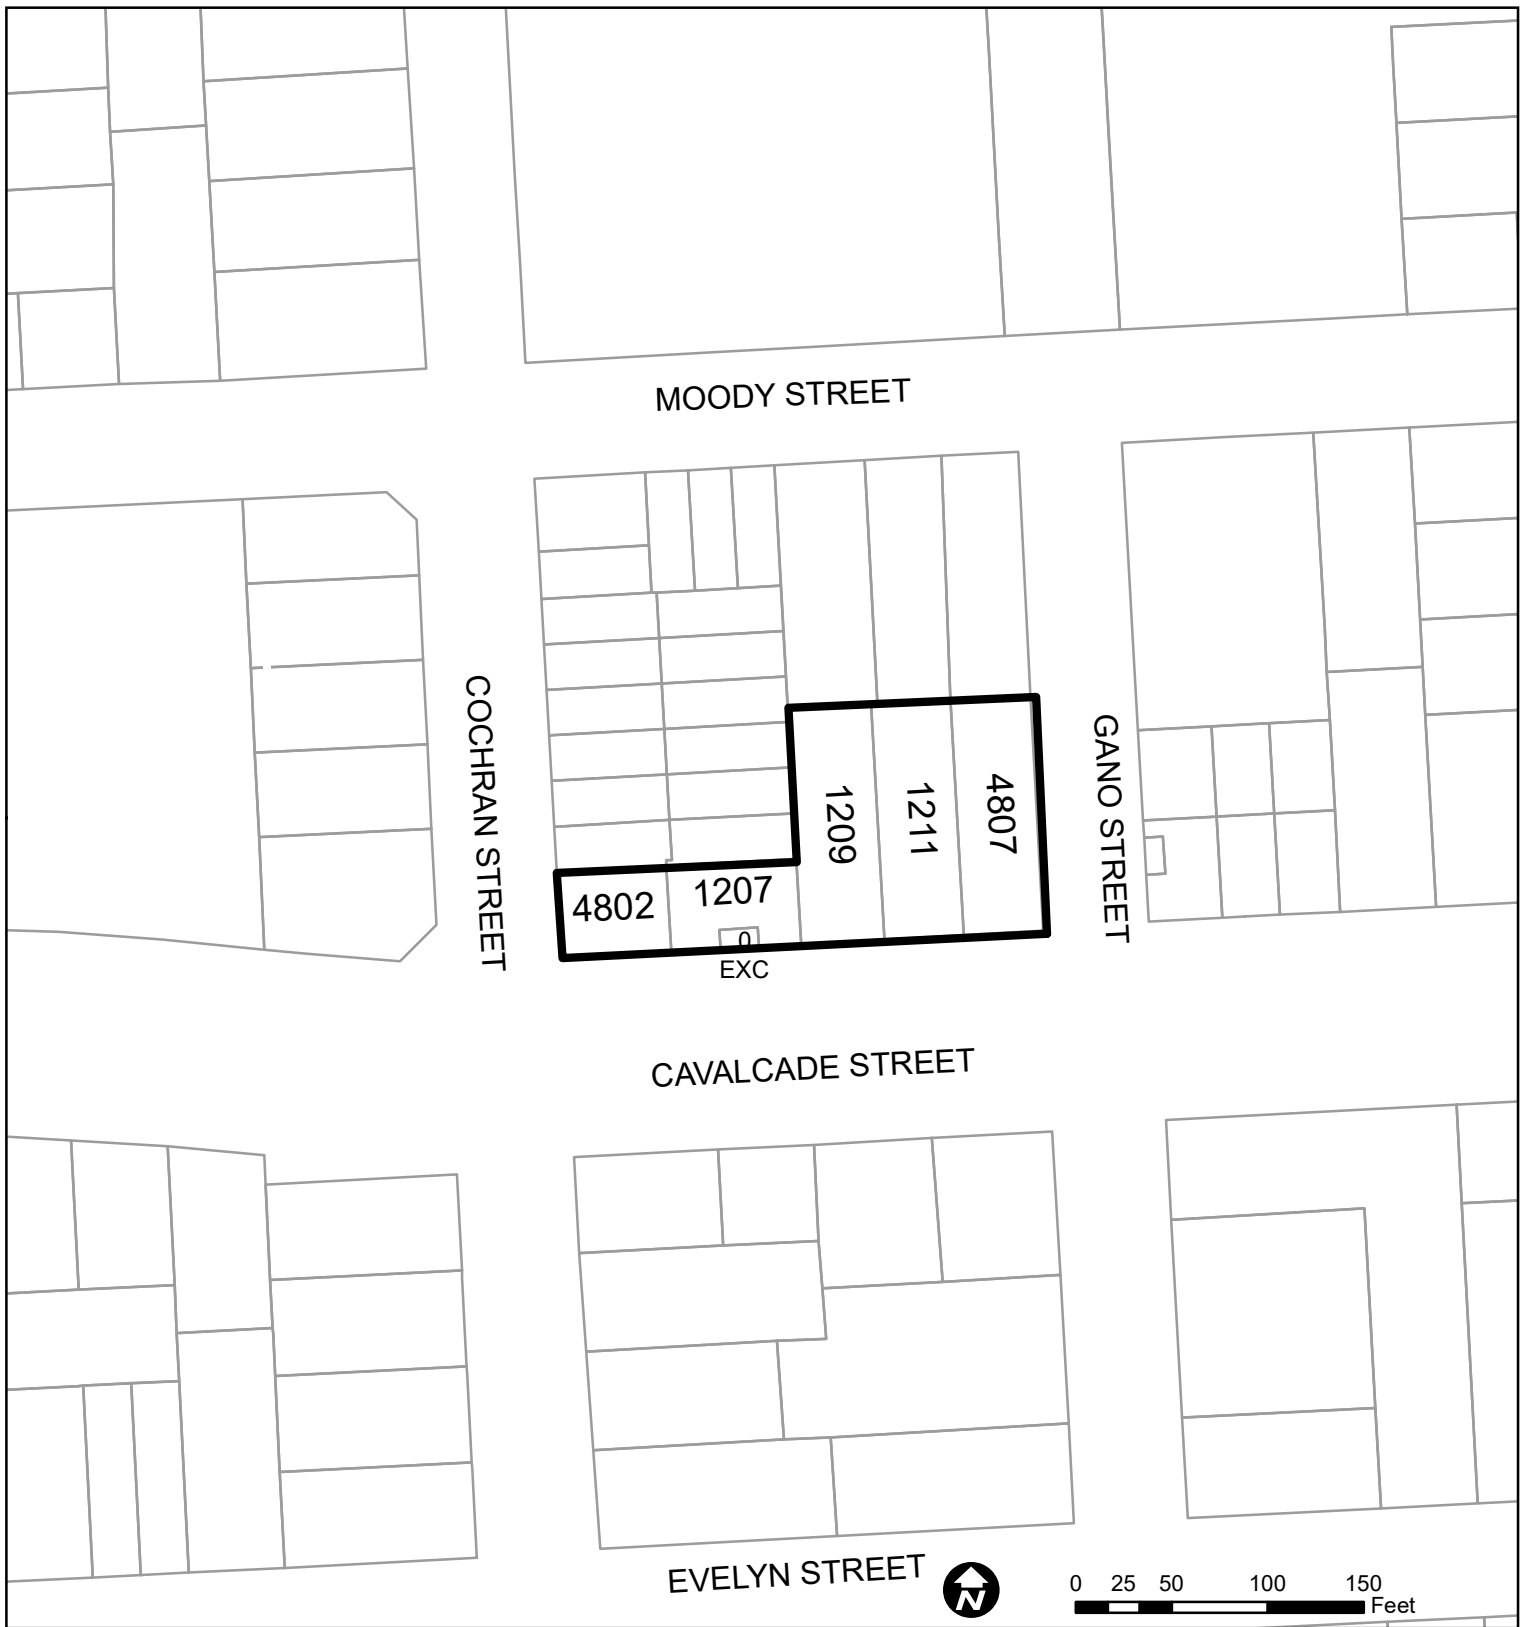 MOODY STREET
COCHRAN STREET
GANO STREET
1209
1211
4807
4802
1207
0
EXC
CAVALCADE STREET
EVELYN STREET
N
0 25 50 100 150
Feet